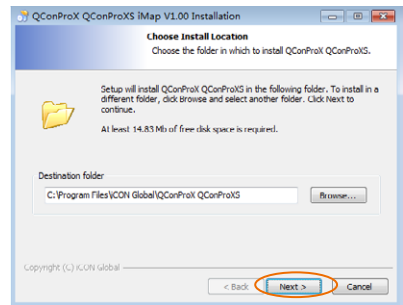 QConProX QConProXS iMap V1.00 Installation
Choose Install Location
Choose the folder in which to install QConProX QConProXS.
Setup will install QConProX QConProXS in the following folder. To install in a
different folder, click Browse and select another folder. Click Next to
continue.
At least 14.83 Mb of free disk space is required.
Destination folder
C:\Program Files\iCON Global\QConProX QConProXS
Browse...
Copyright (C) iCON Global
< Back
Next >
Cancel